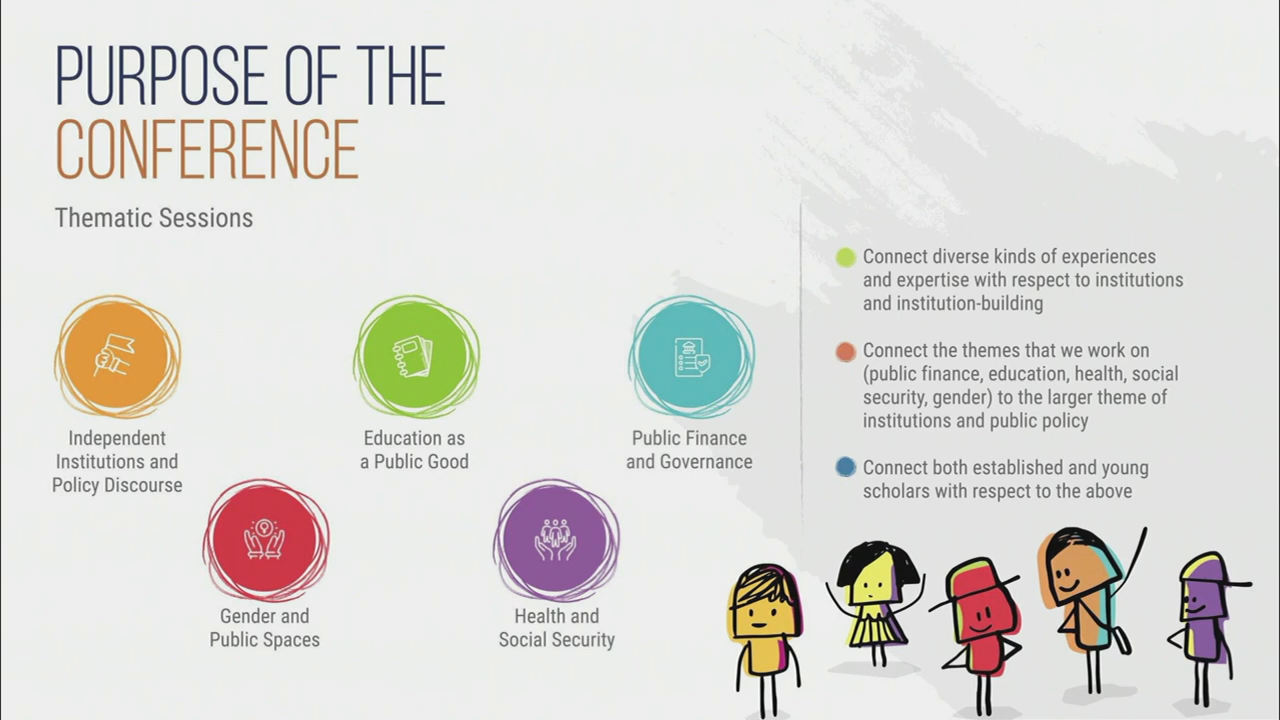 PURPOSE OF THE
CONFERENCE
Thematic Sessions
Independent
Institutions and
Policy Discourse
Education as
a Public Good
Public Finance
and Governance
Gender and
Public Spaces
Health and
Social Security
Connect diverse kinds of experiences
and expertise with respect to institutions
and institution-building
Connect the themes that we work on
(public finance, education, health, social
security, gender) to the larger theme of
institutions and public policy
Connect both established and young
scholars with respect to the above